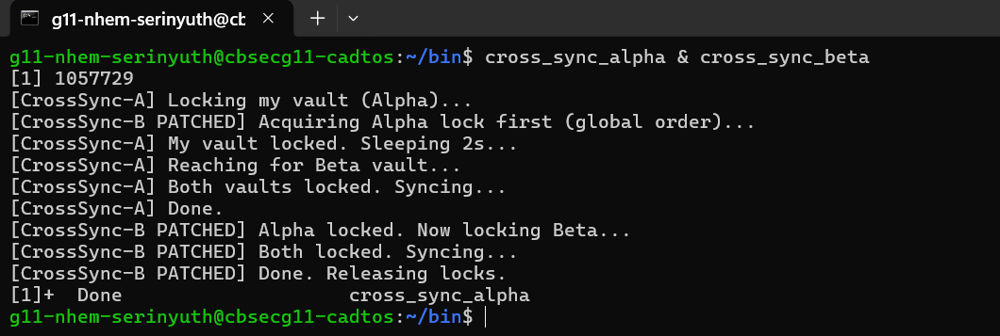 g11-nhem-serinyuth@cb
g11-nhem-serinyuth@cbsecg11-cadtos:~/bin$ cross_sync_alpha & cross_sync_beta
[1] 1057729
[CrossSync-A] Locking my vault (Alpha)...
[CrossSync-B PATCHED] Acquiring Alpha lock first (global order)...
[CrossSync-A] My vault locked. Sleeping 2s...
[CrossSync-A] Reaching for Beta vault...
[CrossSync-A] Both vaults locked. Syncing...
[CrossSync-A] Done.
[CrossSync-B PATCHED] Alpha locked. Now locking Beta...
[CrossSync-B PATCHED] Both locked. Syncing...
[CrossSync-B PATCHED] Done. Releasing locks.
[1]+  Done                    cross_sync_alpha
g11-nhem-serinyuth@cbsecg11-cadtos:~/bin$